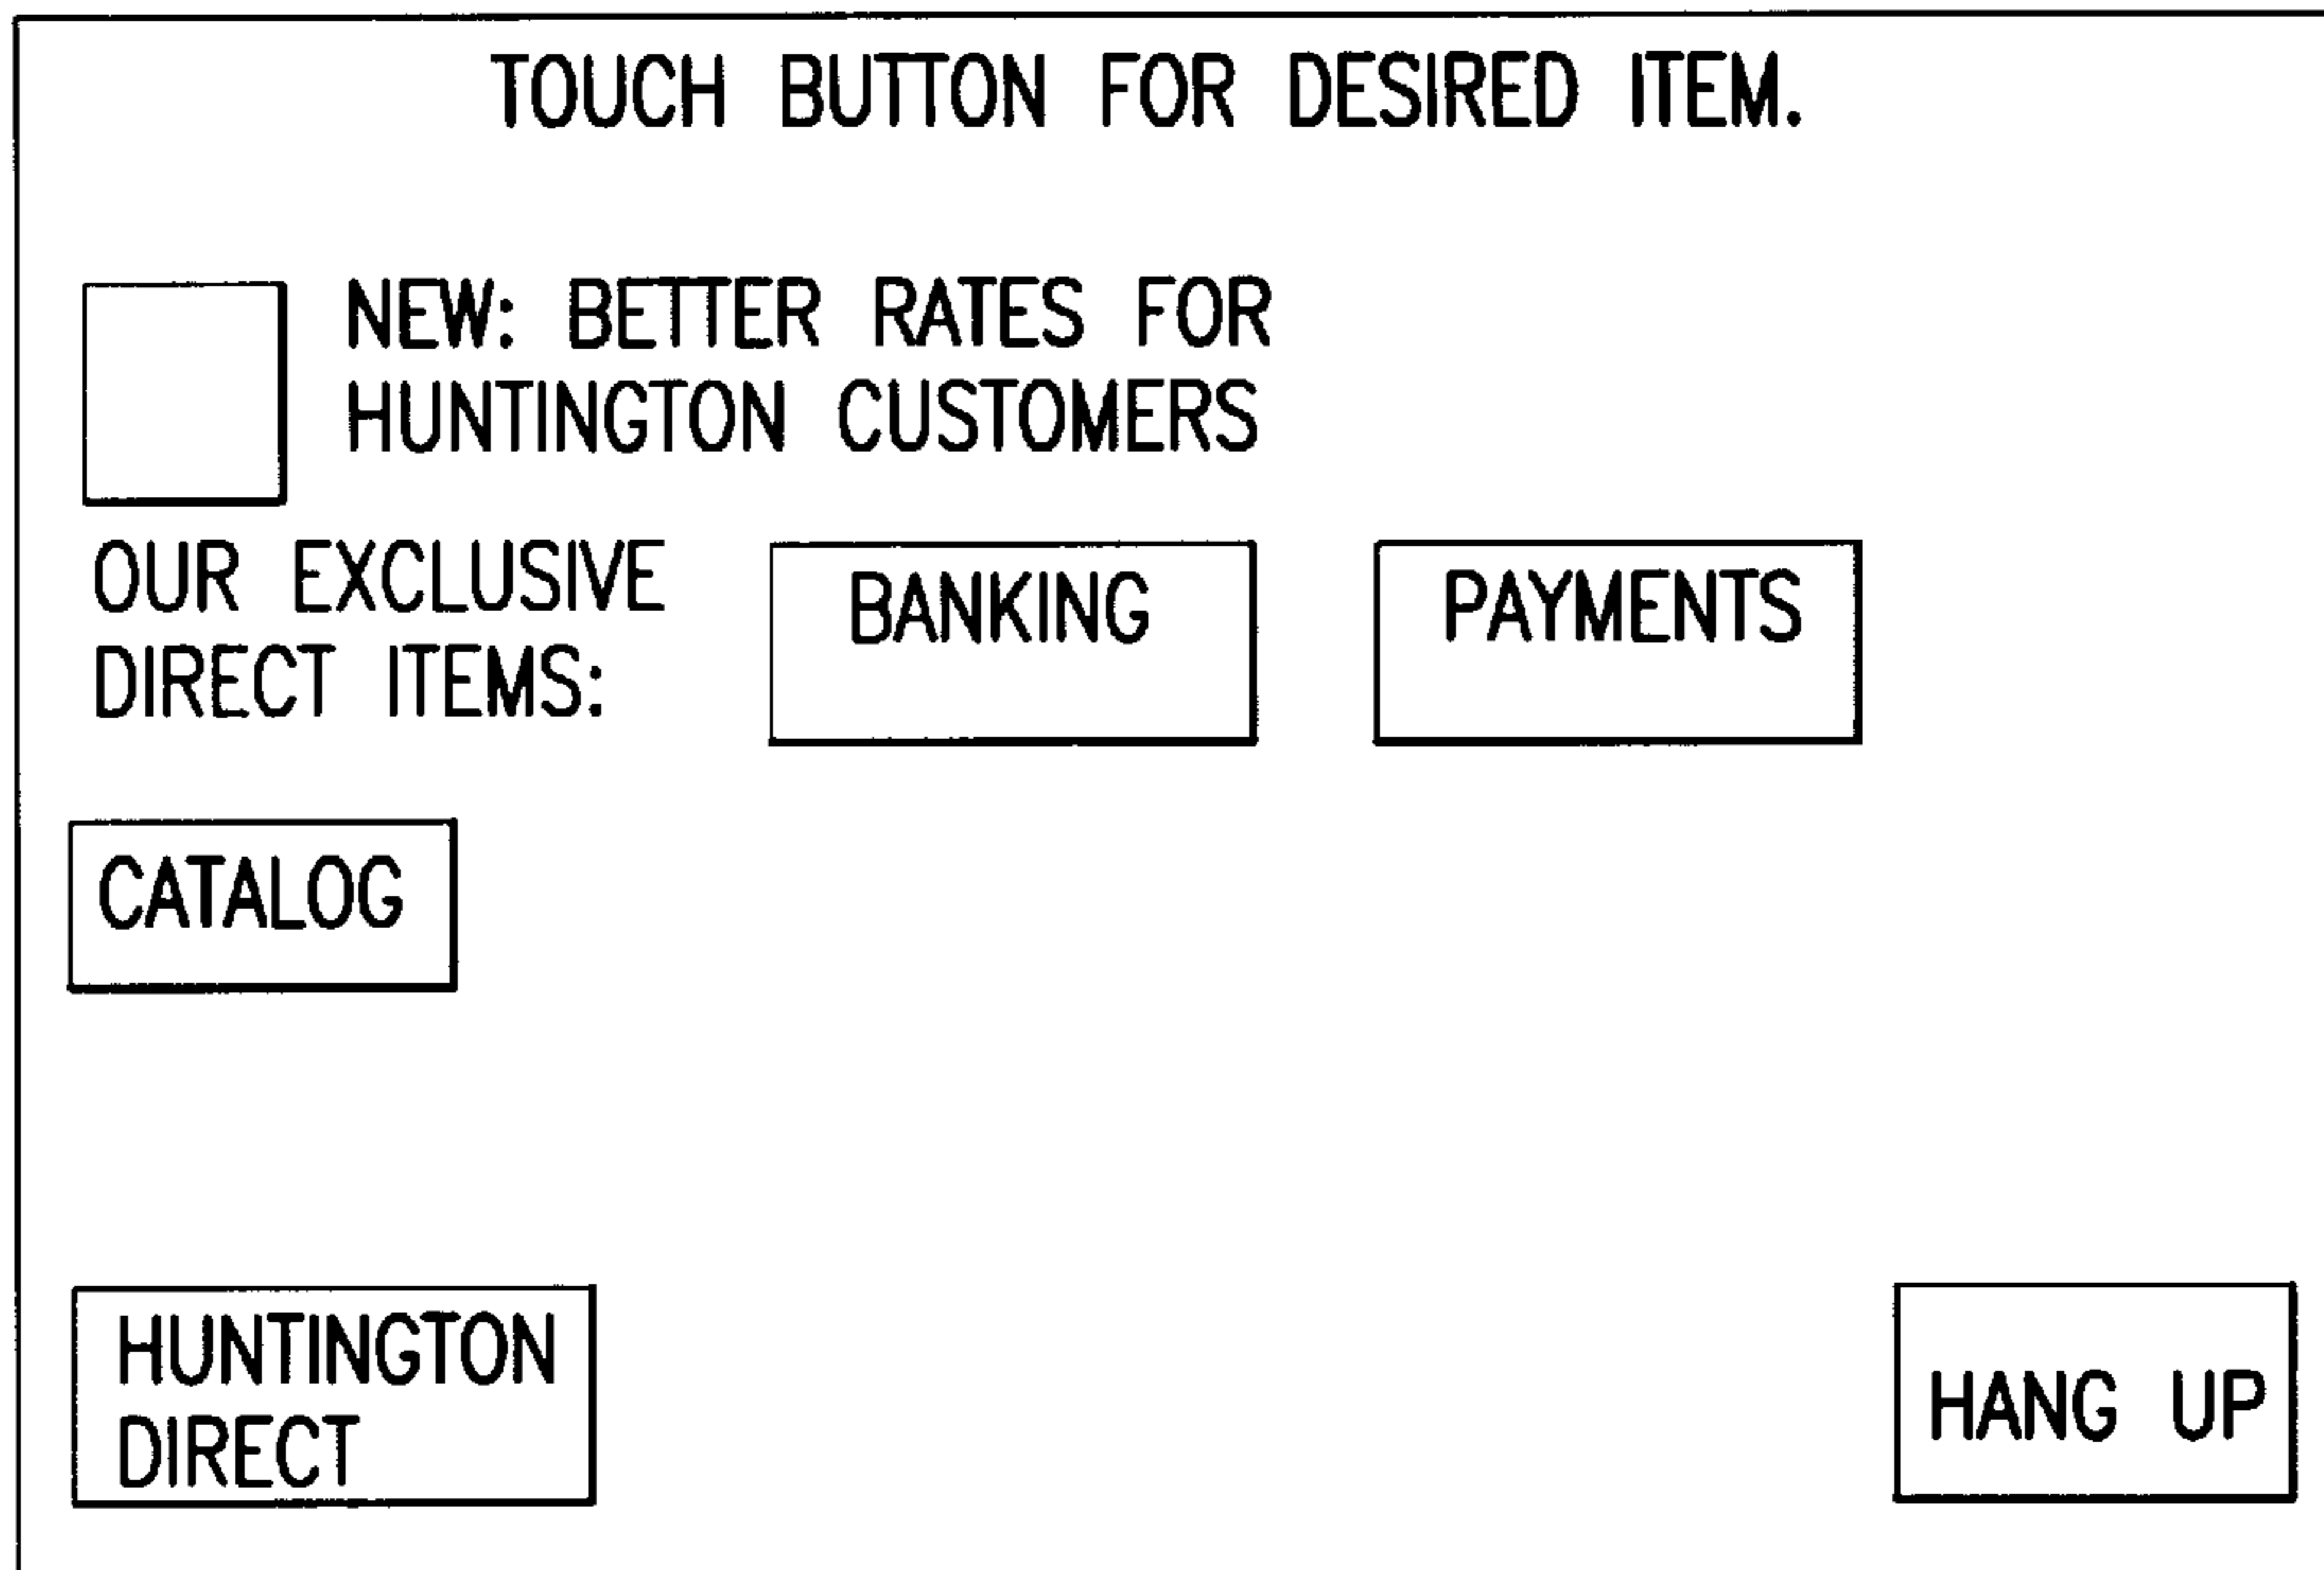 TOUCH BUTTON FOR DESIRED ITEM.
NEW: BETTER RATES FOR
HUNTINGTON CUSTOMERS
OUR EXCLUSIVE
DIRECT ITEMS:
BANKING
PAYMENTS
CATALOG
HUNTINGTON
DIRECT
HANG UP